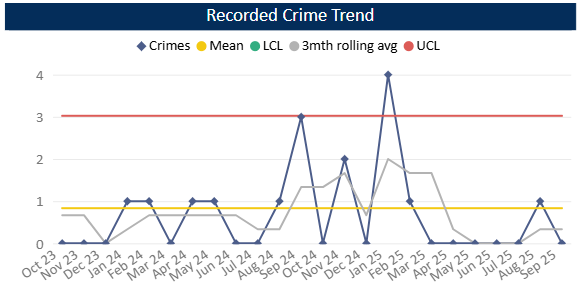 Recorded Crime Trend
Crimes Mean LCL 3mth rolling avg UCL
4
3
2
1
0
Oct 23 Nov 23 Dec 23 Jan 24 Feb 24 Mar 24 Apr 24 May 24 Jun 24 Jul 24 Aug 24 Sep 24 Oct 24 Nov 24 Dec 24 Jan 25 Feb 25 Mar 25 Apr 25 May 25 Jun 25 Jul 25 Aug 25 Sep 25